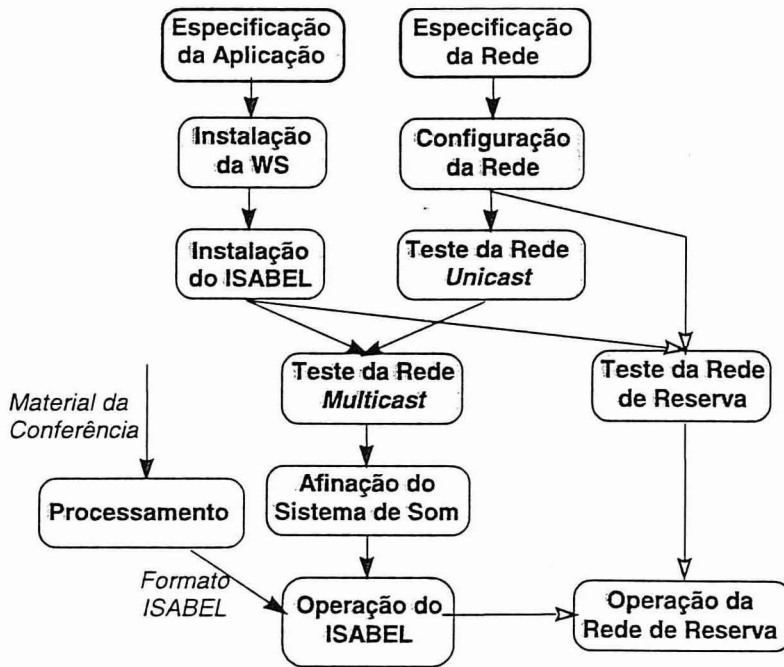 Especificação
da Aplicação
Especificação
da Rede
Instalação
da WS
Configuração
da Rede
Instalação
do ISABEL
Teste da Rede
Unicast
Teste da Rede
Multicast
Teste da Rede
de Reserva
Material da
Conferência
Processamento
Afinação do
Sistema de Som
Formato
ISABEL
Operação do
ISABEL
Operação da
Rede de Reserva